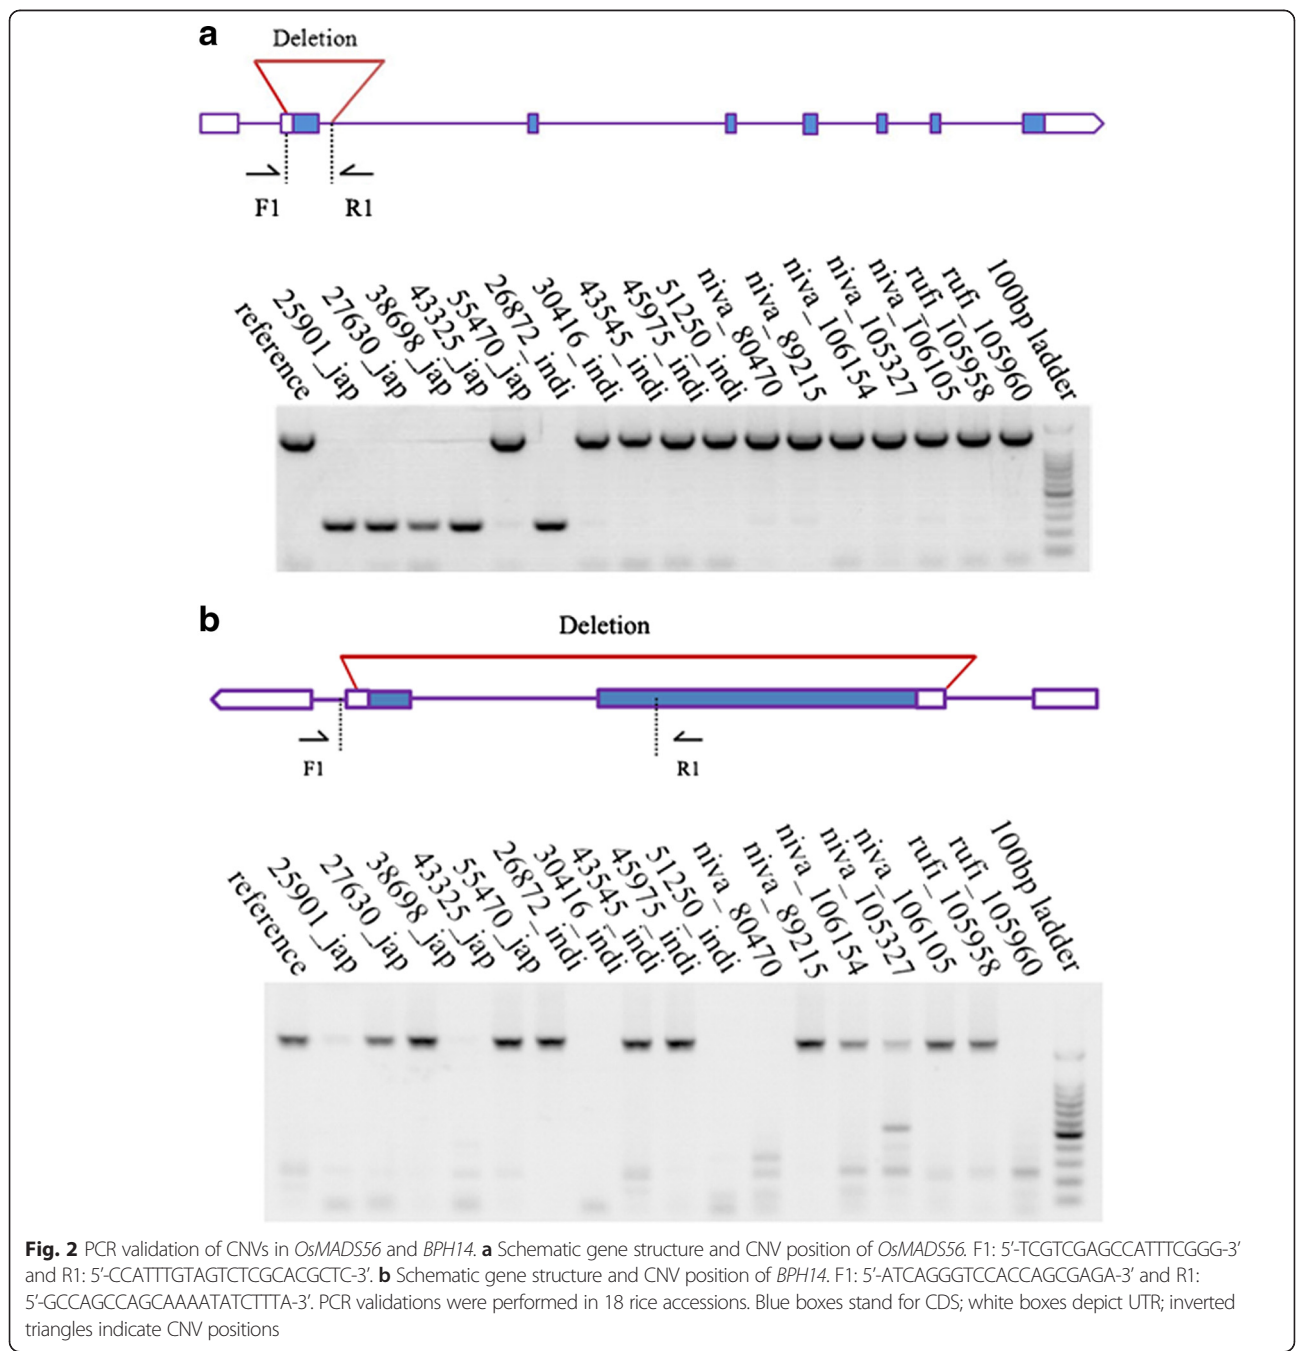 a
Deletion
F1
R1
reference
25901_jap
27630_jap
38698_jap
43325_jap
55470_jap
26872_indi
30416_indi
43545_indi
45975_indi
51250_indi
niva_80470
niva_89215
niva_106154
niva_105327
niva_106105
rufi_105958
rufi_105960
100bp ladder
b
Deletion
F1
R1
reference
25901_jap
27630_jap
38698_jap
43325_jap
55470_jap
26872_indi
30416_indi
43545_indi
45975_indi
51250_indi
niva_80470
niva_89215
niva_106154
niva_105327
niva_106105
rufi_105958
rufi_105960
100bp ladder
Fig. 2 PCR validation of CNVs in OsMADS56 and BPH14. a Schematic gene structure and CNV position of OsMADS56. F1: 5’-TCGTCGAGCCATTTCGGG-3’
and R1: 5’-CCATTTGTAGTCTCGCACGCTC-3’. b Schematic gene structure and CNV position of BPH14. F1: 5’-ATCAGGGTCCACCAGCGAGA-3’ and R1:
5’-GCCAGCCAGCAAAATATCTTTA-3’. PCR validations were performed in 18 rice accessions. Blue boxes stand for CDS; white boxes depict UTR; inverted
triangles indicate CNV positions